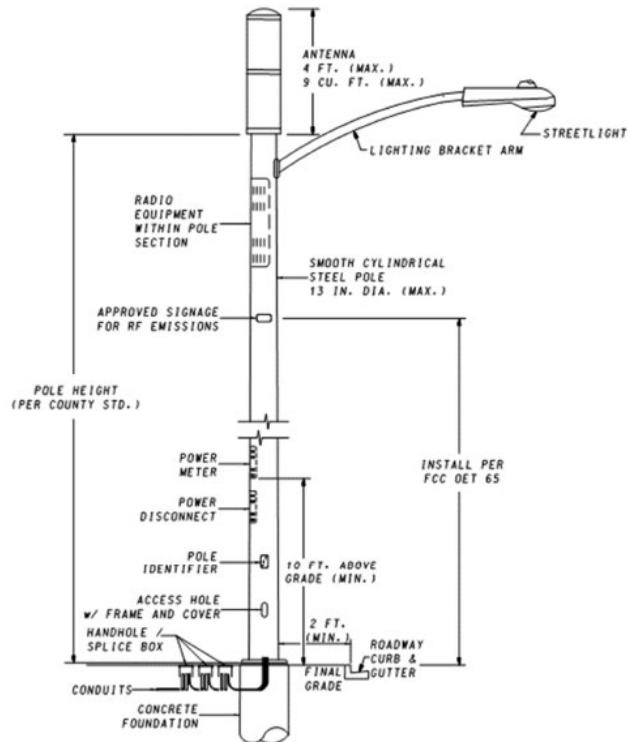 ANTENNA
4 FT. (MAX.)
9 CU. FT. (MAX.)
STREETLIGHT
LIGHTING BRACKET ARM
RADIO
EQUIPMENT
WITHIN POLE
SECTION
SMOOTH CYLINDRICAL
STEEL POLE
13 IN. DIA. (MAX.)
APPROVED SIGNAGE
FOR RF EMISSIONS
POLE HEIGHT
(PER COUNTY STD.)
POWER
METER
INSTALL PER
FCC OET 65
POWER
DISCONNECT
POLE
IDENTIFIER
10 FT. ABOVE
GRADE (MIN.)
ACCESS HOLE
w/ FRAME AND COVER
2 FT.
(MIN.)
HANDHOLE /
SPLICE BOX
ROADWAY
CURB &
GUTTER
FINAL
GRADE
CONDUITS
CONCRETE
FOUNDATION